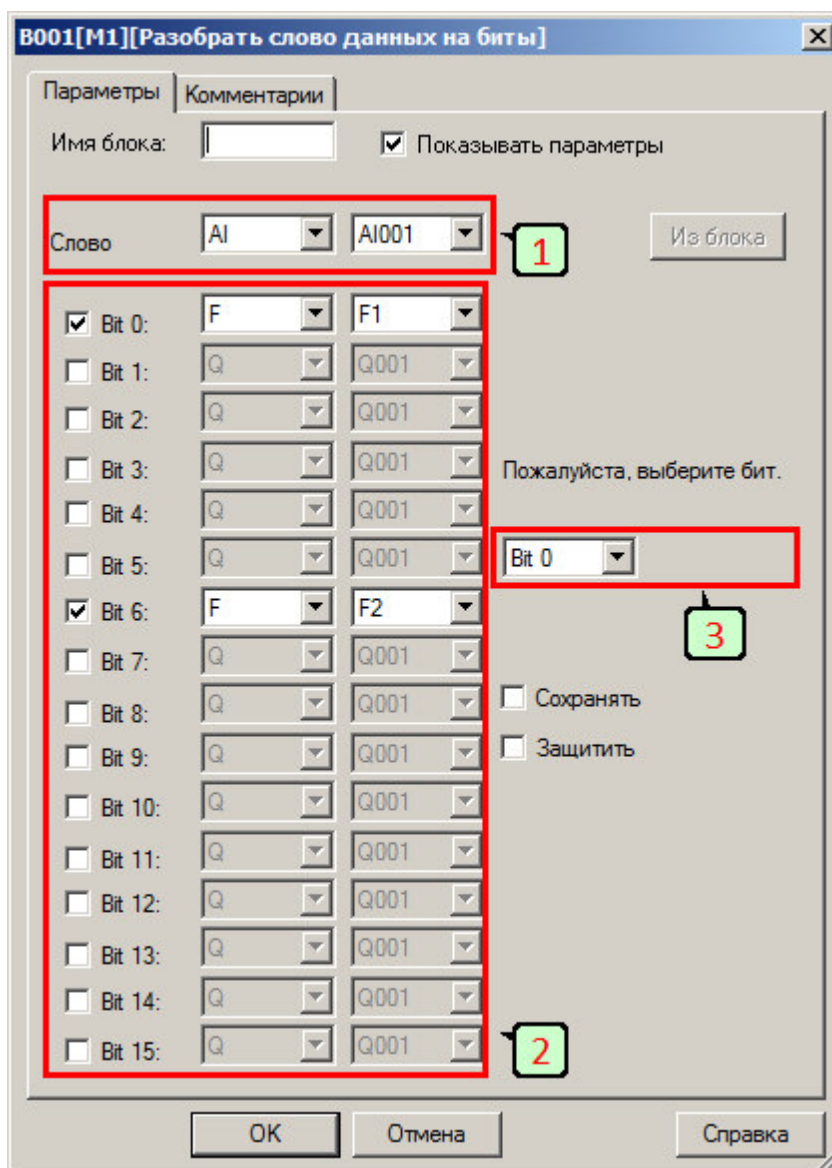 B001[M1][Разобрать слово данных на биты]
Параметры Комментарии
Имя блока: Показывать параметры
Слово AI AI001 1 Из блока
Bit 0: F F1
Bit 1: Q Q001
Bit 2: Q Q001
Bit 3: Q Q001 Пожалуйста, выберите бит.
Bit 4: Q Q001
Bit 5: Q Q001 Bit 0
Bit 6: F F2 3
Bit 7: Q Q001
Bit 8: Q Q001 Сохранять
Bit 9: Q Q001 Защитить
Bit 10: Q Q001
Bit 11: Q Q001
Bit 12: Q Q001
Bit 13: Q Q001
Bit 14: Q Q001
Bit 15: Q Q001 2
OK Отмена Справка